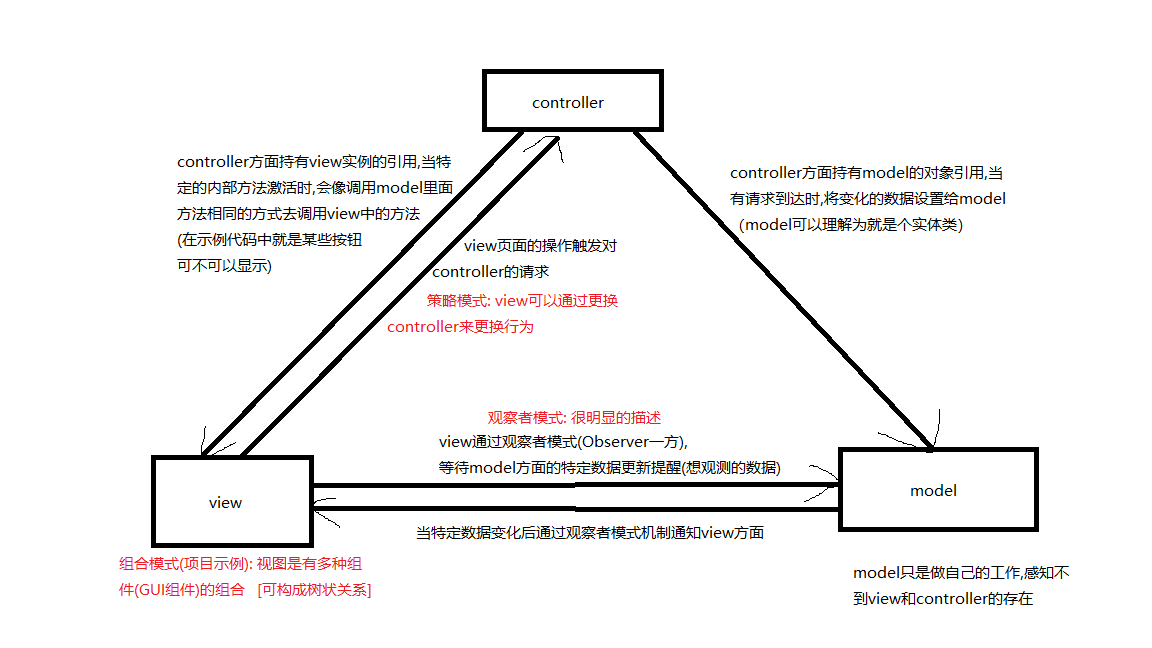 controller
controller方面持有view实例的引用,当特
定的内部方法激活时,会像调用model里面
方法相同的方式去调用view中的方法
(在示例代码中就是某些按钮
可不可以显示)
controller方面持有model的对象引用,当
有请求到达时,将变化的数据设置给model
(model可以理解为就是个实体类)
view页面的操作触发对
controller的请求
策略模式: view可以通过更换
controller来更换行为
观察者模式: 很明显的描述
view通过观察者模式(Observer一方),
等待model方面的特定数据更新提醒(想观测的数据)
view
model
当特定数据变化后通过观察者模式机制通知view方面
组合模式(项目示例): 视图是有多种组
件(GUI组件)的组合 [可构成树状关系]
model只是做自己的工作,感知不
到view和controller的存在